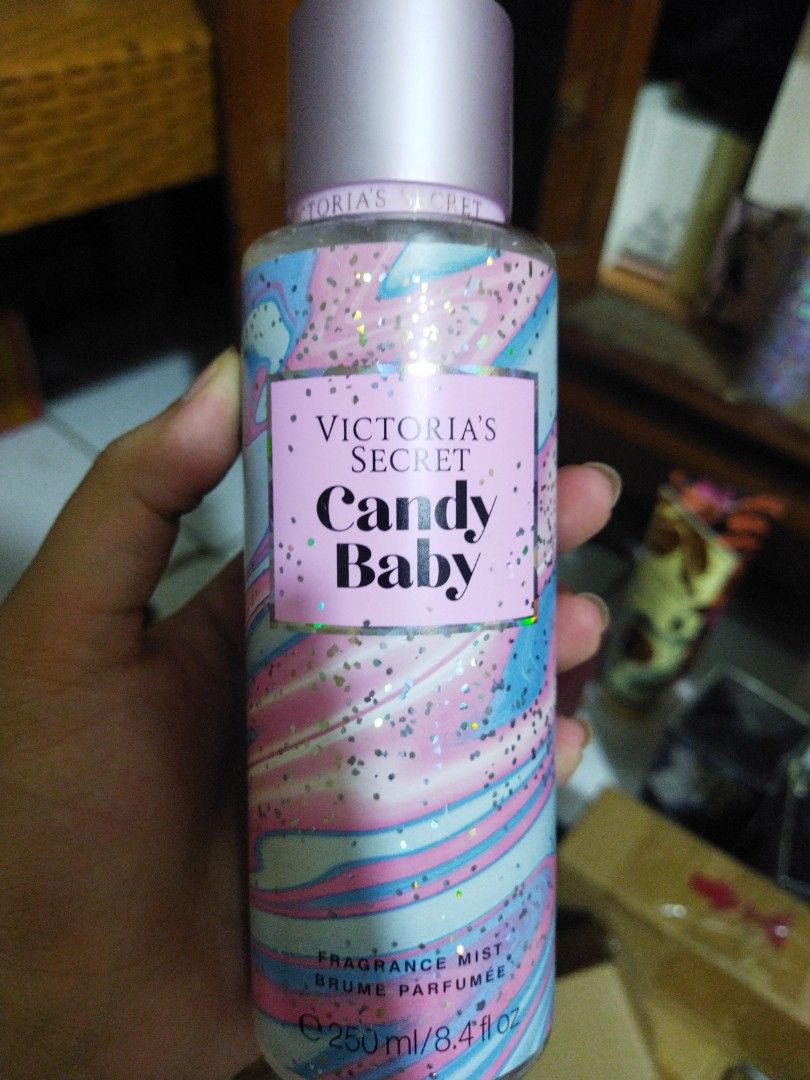 VICTORIA'S SECRET
VICTORIA'S
SECRET
Candy
Baby
FRAGRANCE MIST
BRUME PARFUMÉE
℮ 250 ml/8.4 fl oz